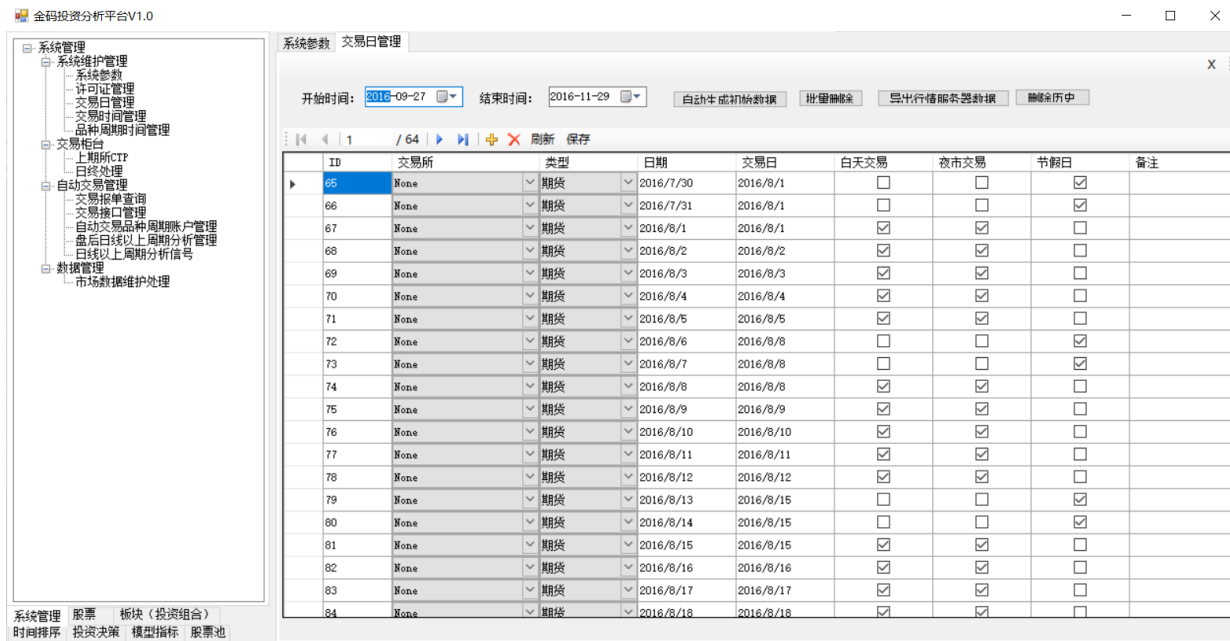 金码投资分析平台V1.0
系统管理
系统维护管理
系统参数
许可证管理
交易日管理
交易时间管理
品种周期时间管理
交易柜台
上期所CTP
日终处理
自动交易管理
交易报单查询
交易接口管理
自动交易品种周期账户管理
盘后日线以上周期分析管理
日线以上周期分析信号
数据管理
市场数据维护处理
系统管理 股票 板块（投资组合）
时间排序 投资决策 模型指标 股票池
系统参数 交易日管理
X
开始时间： 2016-09-27 结束时间： 2016-11-29 自动生成初始数据 批量删除 导出行情服务器数据 删除历史
1 / 64 刷新 保存
ID 交易所 类型 日期 交易日 白天交易 夜市交易 节假日 备注
65 None 期货 2016/7/30 2016/8/1
66 None 期货 2016/7/31 2016/8/1
67 None 期货 2016/8/1 2016/8/1
68 None 期货 2016/8/2 2016/8/2
69 None 期货 2016/8/3 2016/8/3
70 None 期货 2016/8/4 2016/8/4
71 None 期货 2016/8/5 2016/8/5
72 None 期货 2016/8/6 2016/8/8
73 None 期货 2016/8/7 2016/8/8
74 None 期货 2016/8/8 2016/8/8
75 None 期货 2016/8/9 2016/8/9
76 None 期货 2016/8/10 2016/8/10
77 None 期货 2016/8/11 2016/8/11
78 None 期货 2016/8/12 2016/8/12
79 None 期货 2016/8/13 2016/8/15
80 None 期货 2016/8/14 2016/8/15
81 None 期货 2016/8/15 2016/8/15
82 None 期货 2016/8/16 2016/8/16
83 None 期货 2016/8/17 2016/8/17
84 None 期货 2016/8/18 2016/8/18